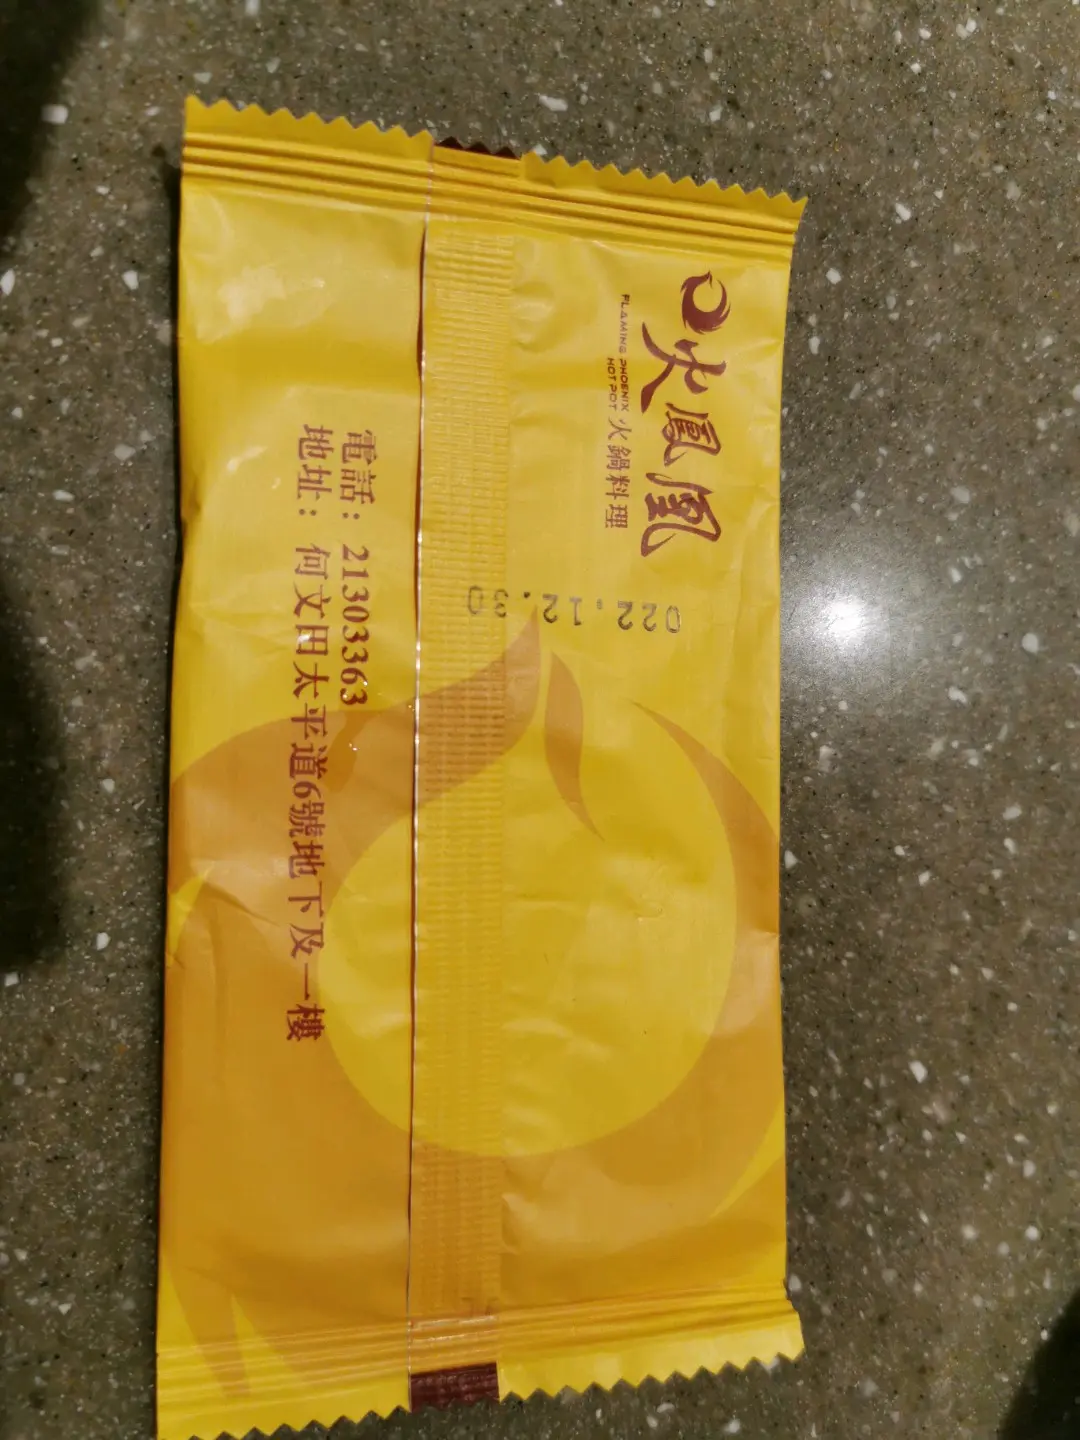 火鳳凰
FLAMING PHOENIX
HOT POT 火鍋料理
022.12.30
電話：21303363
地址：何文田太平道6號地下及一樓